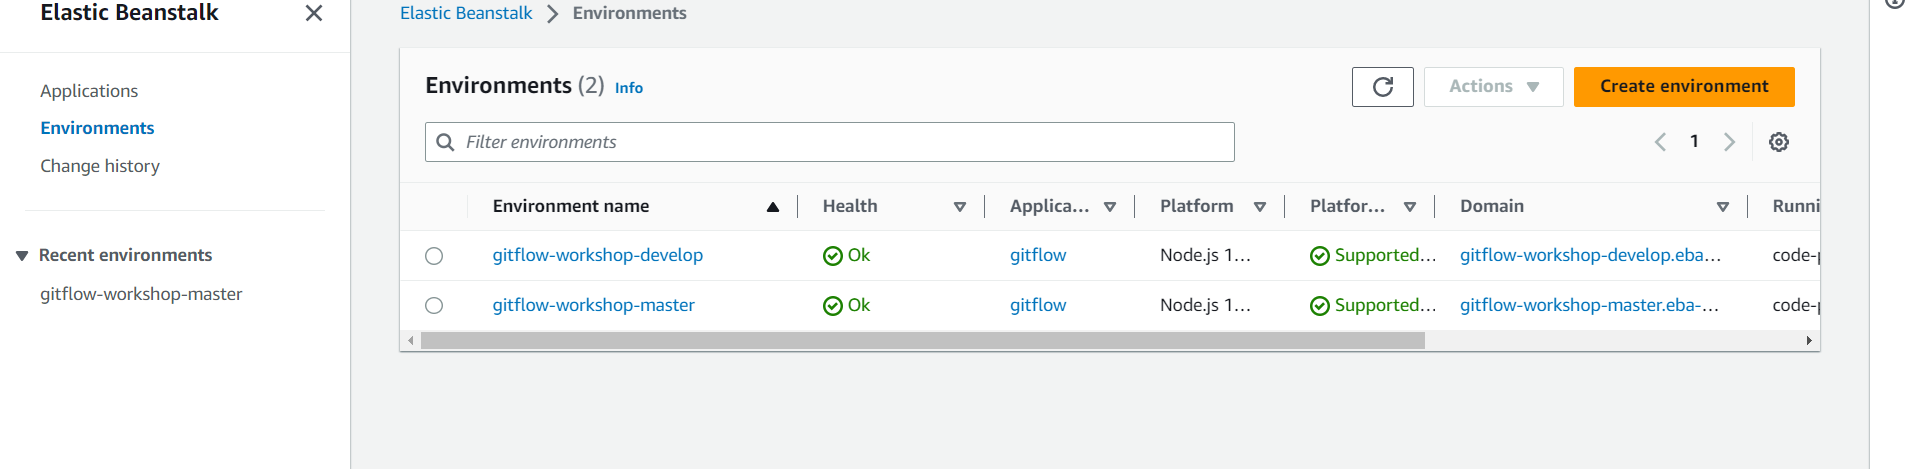 Elastic Beanstalk
Applications
Environments
Change history
Recent environments
gitflow-workshop-master
Elastic Beanstalk > Environments
Environments (2) Info
Actions
Create environment
Filter environments
1
Environment name Health Applica... Platform Platfor... Domain Runni
gitflow-workshop-develop Ok gitflow Node.js 1... Supported... gitflow-workshop-develop.eba... code-p
gitflow-workshop-master Ok gitflow Node.js 1... Supported... gitflow-workshop-master.eba-... code-p